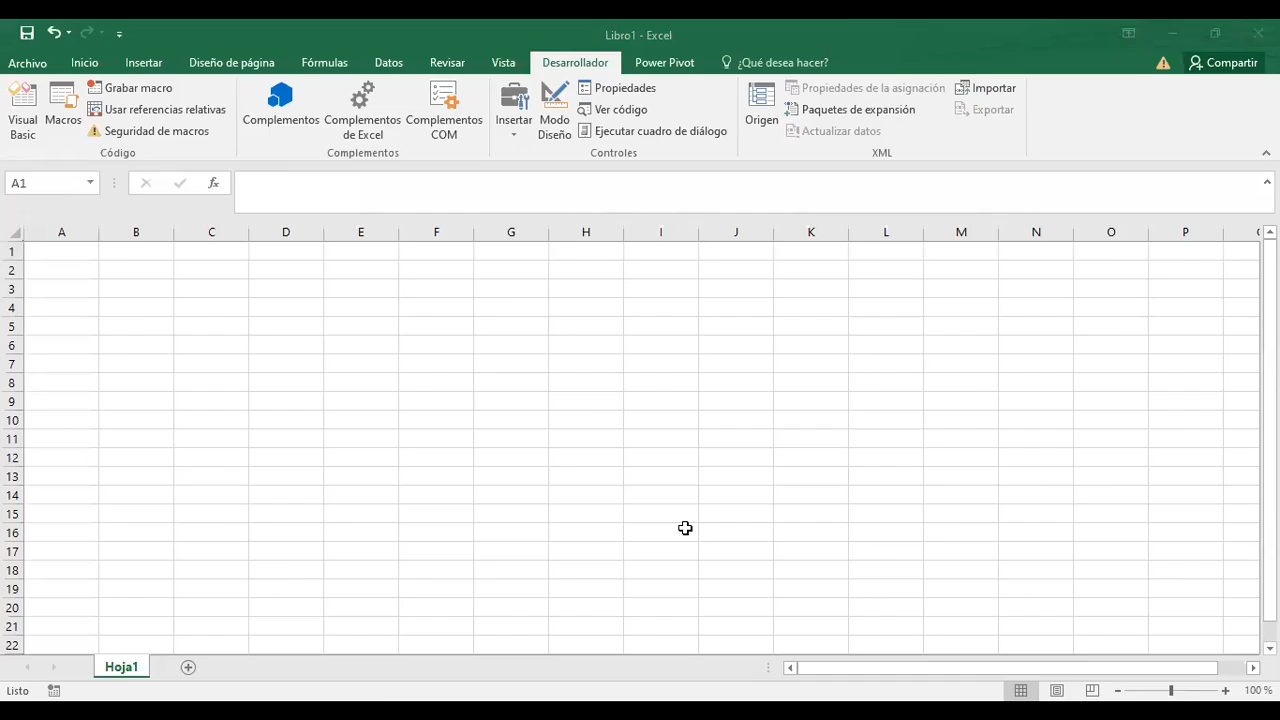 Libro1 - Excel
Archivo Inicio Insertar Diseño de página Fórmulas Datos Vista Revisar Desarrollador Power Pivot ¿Qué desea hacer? Compartir
Visual Basic
Macros
Grabar macro
Usar referencias relativas
Seguridad de macros
Código
Complementos
Complementos de Excel
Complementos COM
Complementos
Insertar
Modo Diseño
Propiedades
Ver código
Ejecutar cuadro de diálogo
Controles
Origen
Propiedades de la asignación
Paquetes de expansión
Actualizar datos
Importar
Exportar
XML
A1
fx
A B C D E F G H I J K L M N O P
1
2
3
4
5
6
7
8
9
10
11
12
13
14
15
16
17
18
19
20
21
22
Hoja1
Listo
100 %